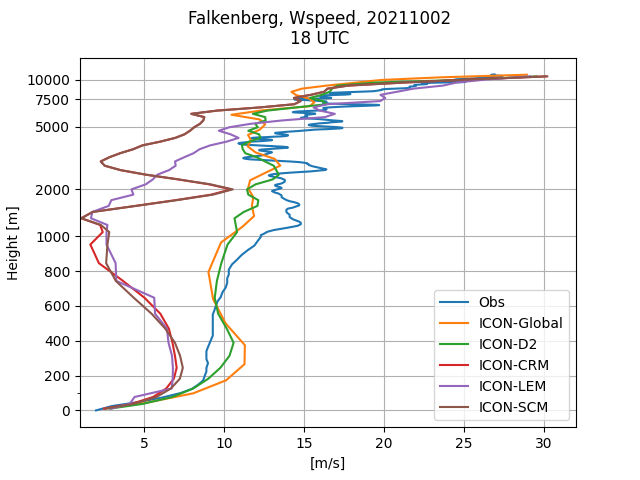 Falkenberg, Wspeed, 20211002
18 UTC
Height [m]
10000
7500
5000
2000
1000
800
600
400
200
0
5
10
15
20
25
30
[m/s]
Obs
ICON-Global
ICON-D2
ICON-CRM
ICON-LEM
ICON-SCM